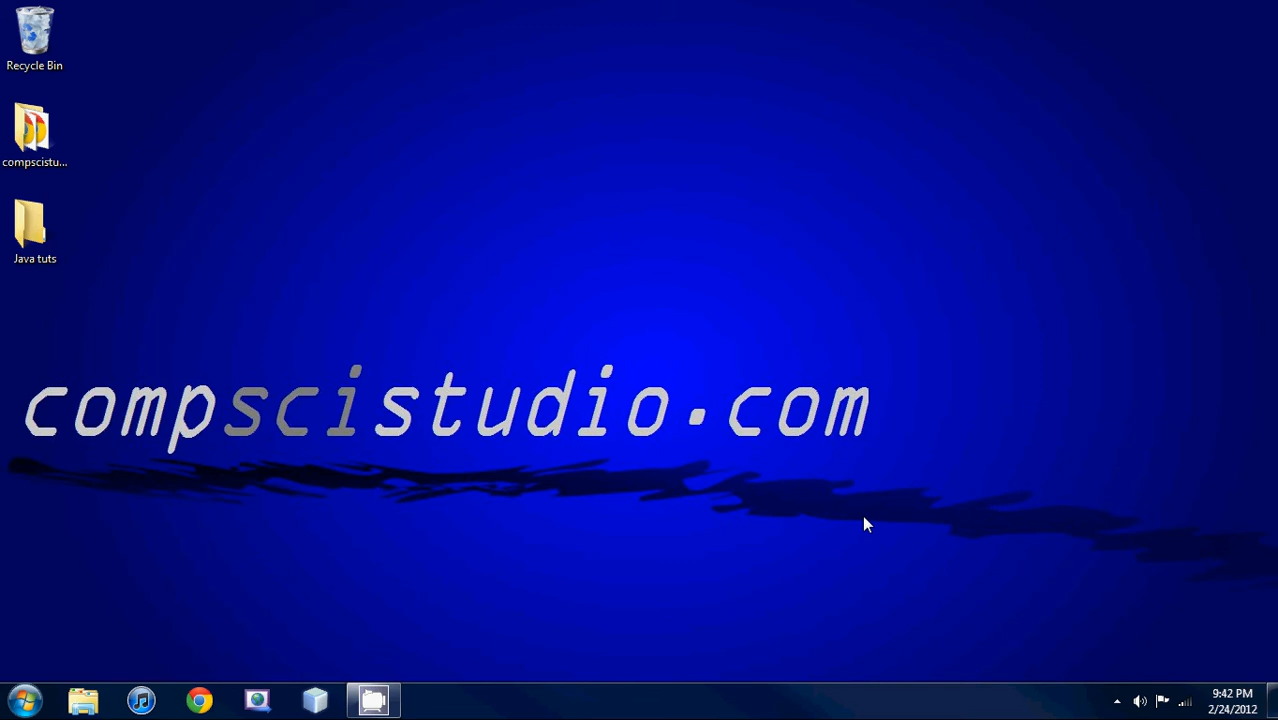 Recycle Bin
compscistu...
Java tuts
compscistudio.com
9:42 PM
2/24/2012